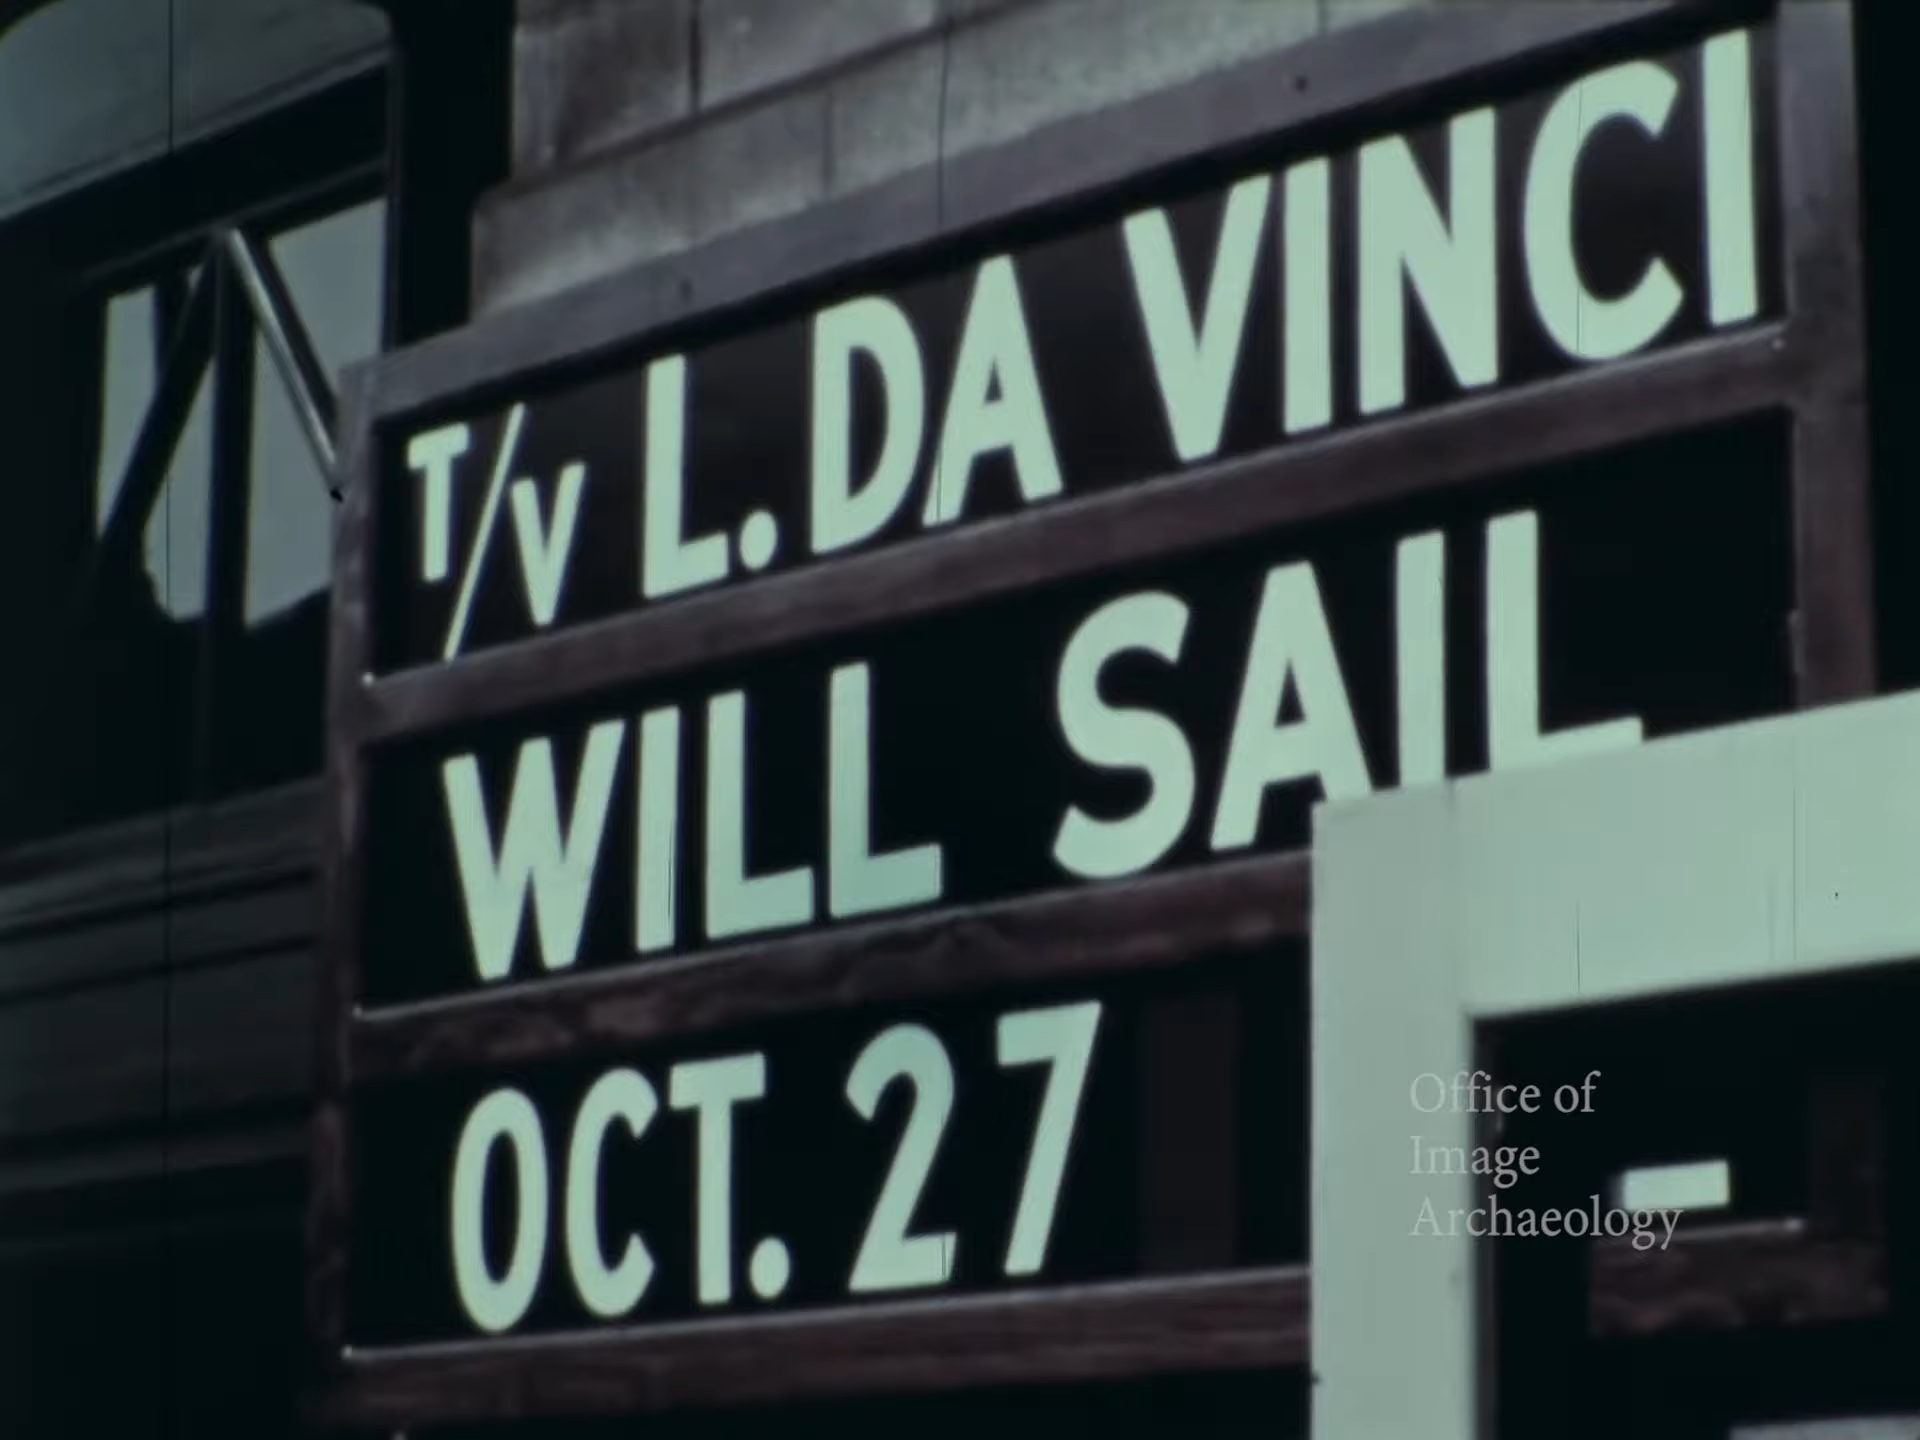 T/V L. DA VINCI
WILL SAIL
OCT. 27
Office of
Image
Archaeology